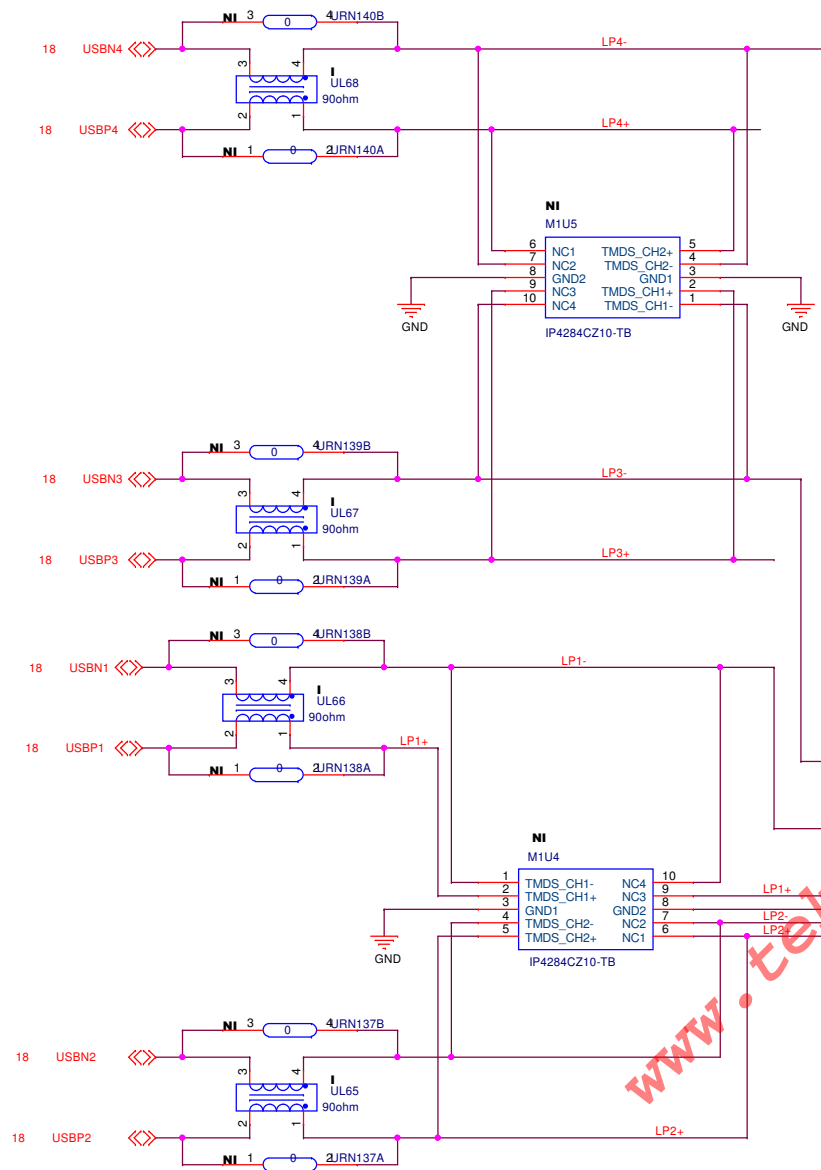 NI 3 0 4 URN140B
18 USBN4 LP4-
3 4
I
UL68
90ohm
2 1
18 USBP4 LP4+
NI 1 0 2 URN140A
NI
M1U5
6 NC1 TMDS_CH2+ 5
7 NC2 TMDS_CH2- 4
8 GND2 GND1 3
9 NC3 TMDS_CH1+ 2
10 NC4 TMDS_CH1- 1
GND GND
IP4284CZ10-TB
NI 3 0 4 URN139B
18 USBN3 LP3-
3 4
I
UL67
90ohm
2 1
18 USBP3 LP3+
NI 1 0 2 URN139A
NI 3 0 4 URN138B
18 USBN1 LP1-
3 4
I
UL66
90ohm
2 1
18 USBP1 LP1+
NI 1 0 2 URN138A
NI
M1U4
1 TMDS_CH1- NC4 10
2 TMDS_CH1+ NC3 9 LP1+
3 GND1 GND2 8
4 TMDS_CH2- NC2 7 LP2-
5 TMDS_CH2+ NC1 6 LP2+
GND
IP4284CZ10-TB
NI 3 0 4 URN137B
18 USBN2
3 4
I
UL65
90ohm
2 1
18 USBP2 LP2+
NI 1 0 2 URN137A